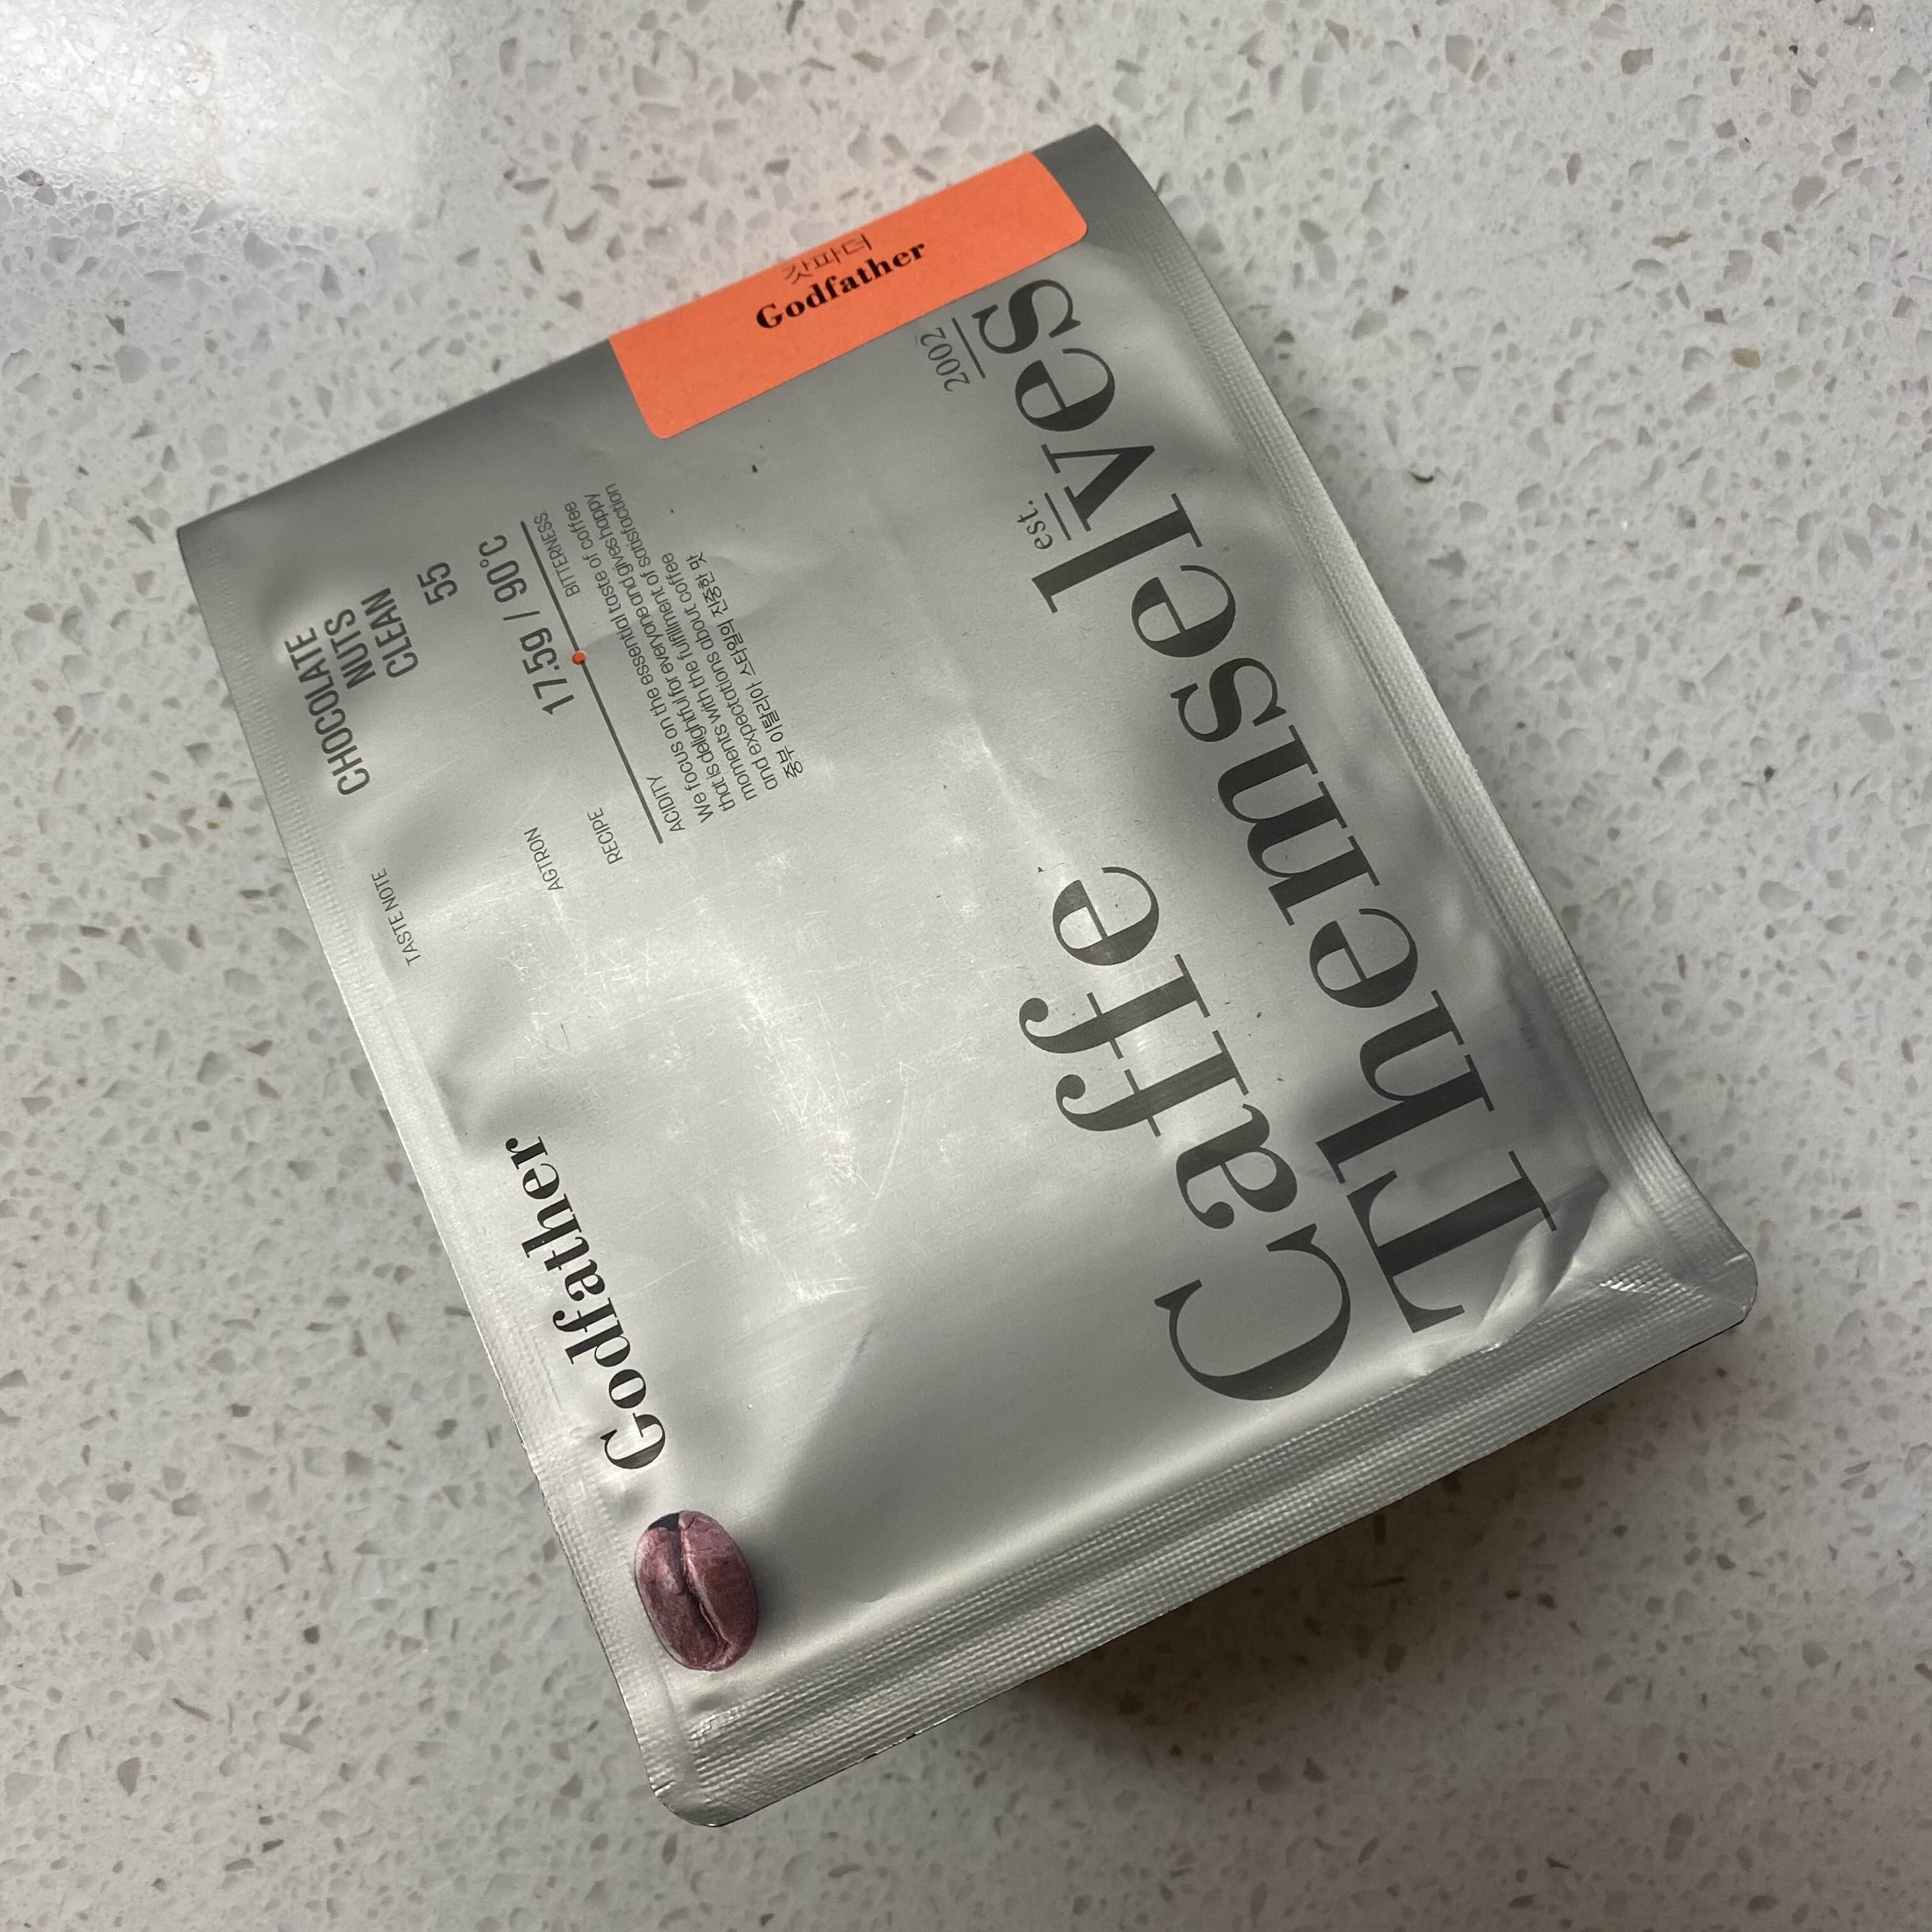 갓파더
Godfather
Caffe
Themselves
est. 2002
Godfather
TASTE NOTE
CHOCOLATE
NUTS
CLEAN
AGTRON 55
RECIPE 17.5g / 90°C
ACIDITY BITTERNESS
We focus on the essential taste of coffee
that is delightful for everyone and gives happy
moments with the fulfillment of satisfaction
and expectations about coffee
중부 이탈리아 스타일의 진중한 맛